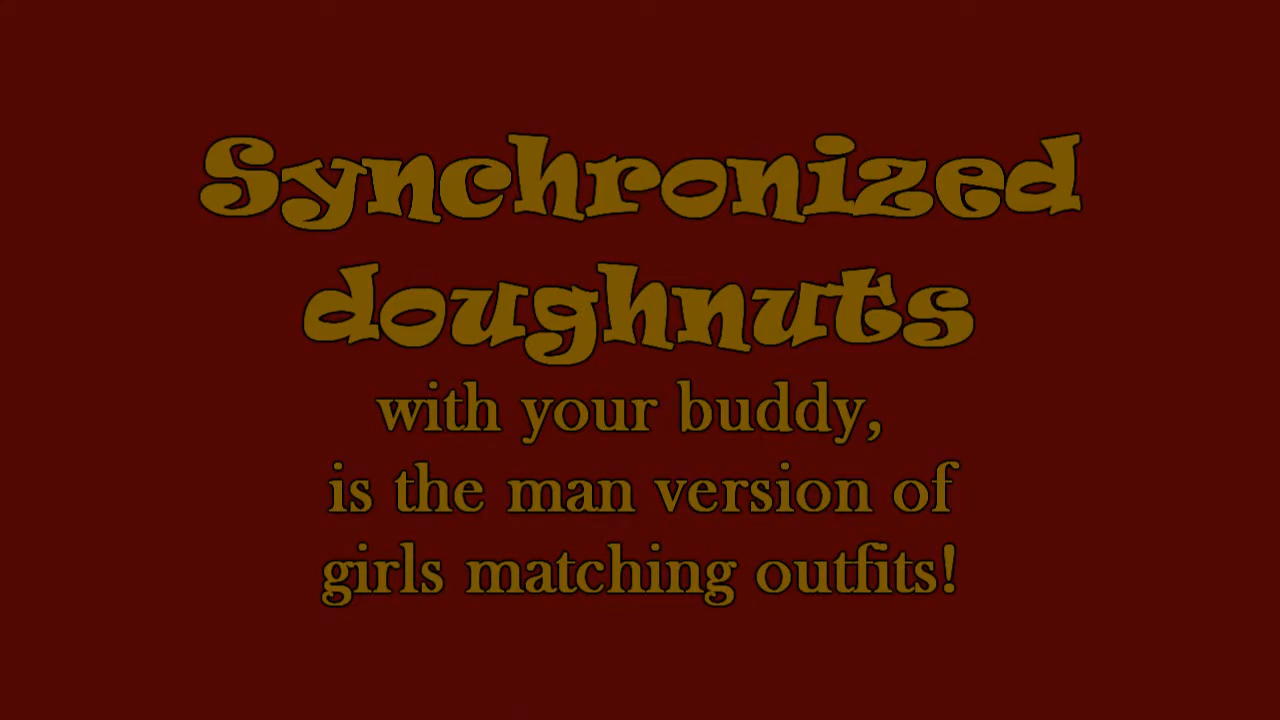 Synchronized
doughnuts
with your buddy,
is the man version of
girls matching outfits!